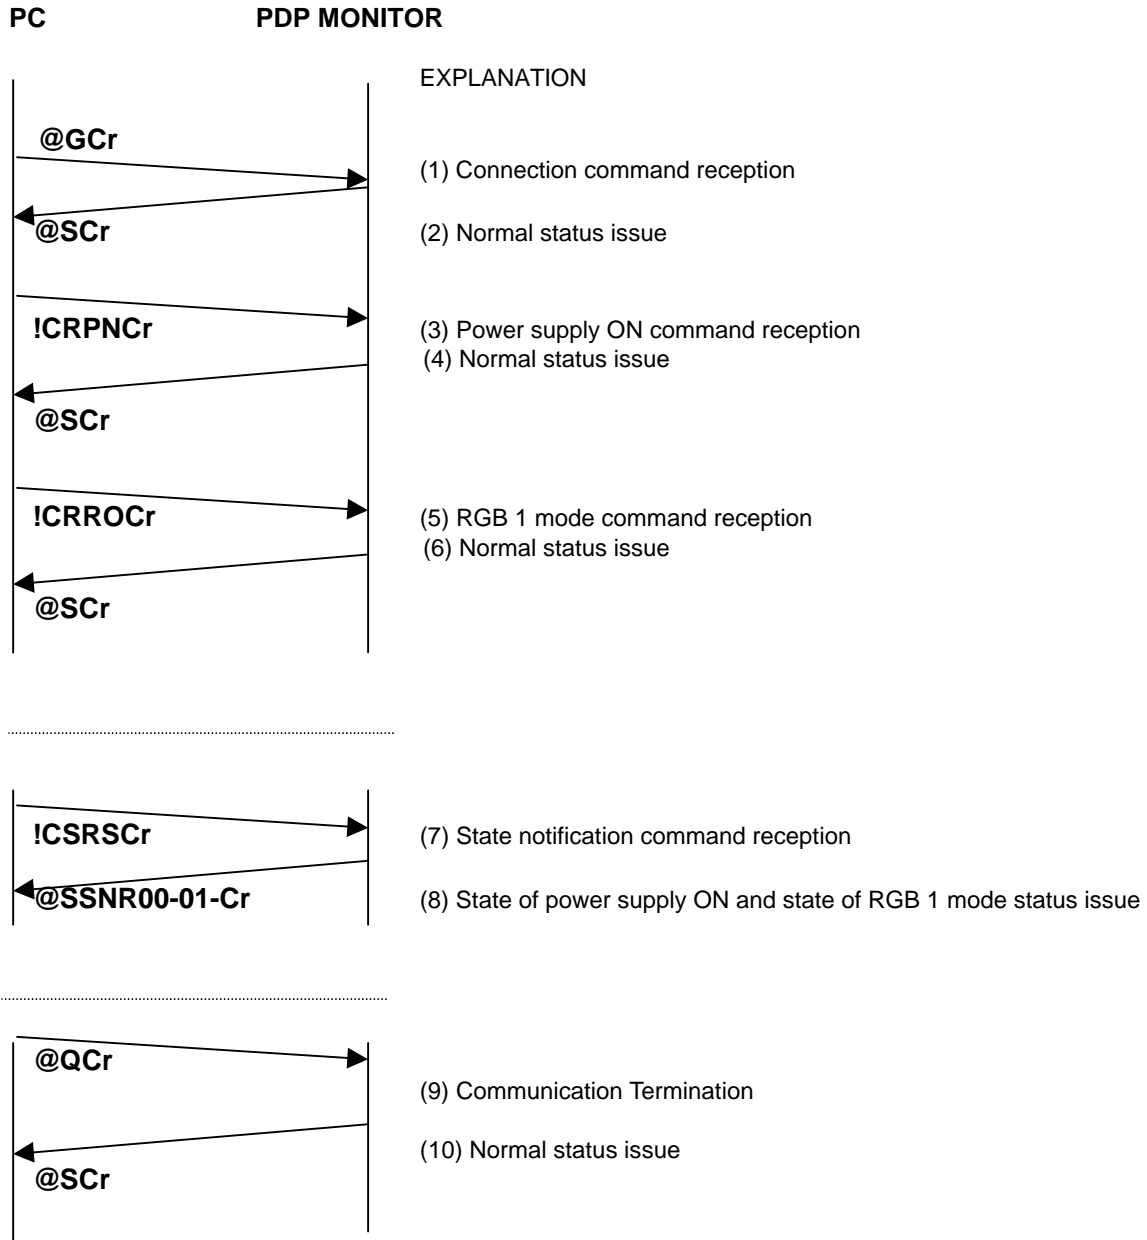 PC PDP MONITOR
EXPLANATION
@GCr
(1) Connection command reception
@SCr
(2) Normal status issue
!CRPNCr
(3) Power supply ON command reception
(4) Normal status issue
@SCr
!CRROCr
(5) RGB 1 mode command reception
(6) Normal status issue
@SCr
!CSRSCr
(7) State notification command reception
@SSNR00-01-Cr
(8) State of power supply ON and state of RGB 1 mode status issue
@QCr
(9) Communication Termination
(10) Normal status issue
@SCr